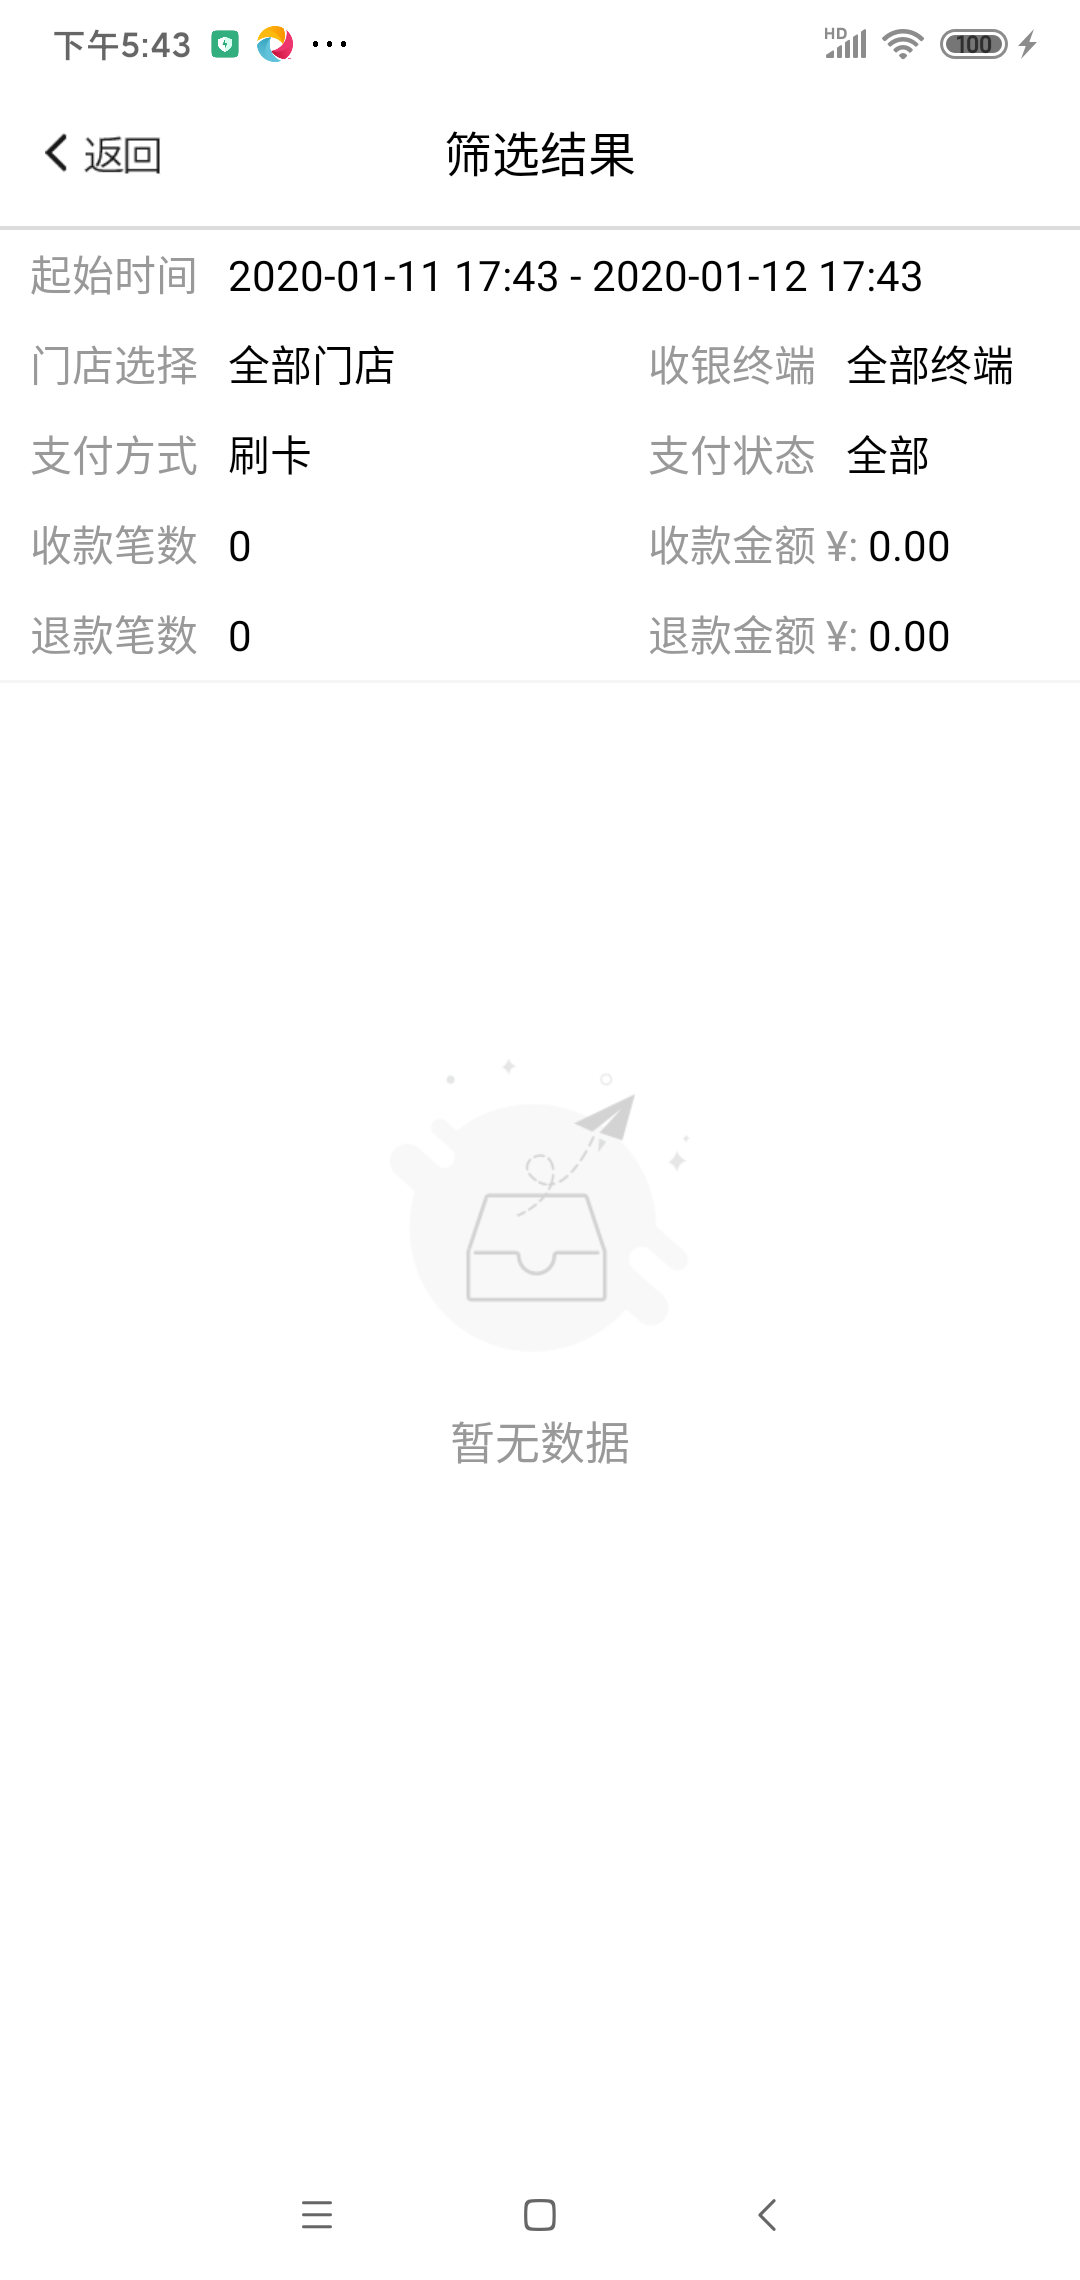 下午5:43 HD 100
返回 筛选结果
起始时间 2020-01-11 17:43 - 2020-01-12 17:43
门店选择 全部门店 收银终端 全部终端
支付方式 刷卡 支付状态 全部
收款笔数 0 收款金额 ¥: 0.00
退款笔数 0 退款金额 ¥: 0.00
暂无数据